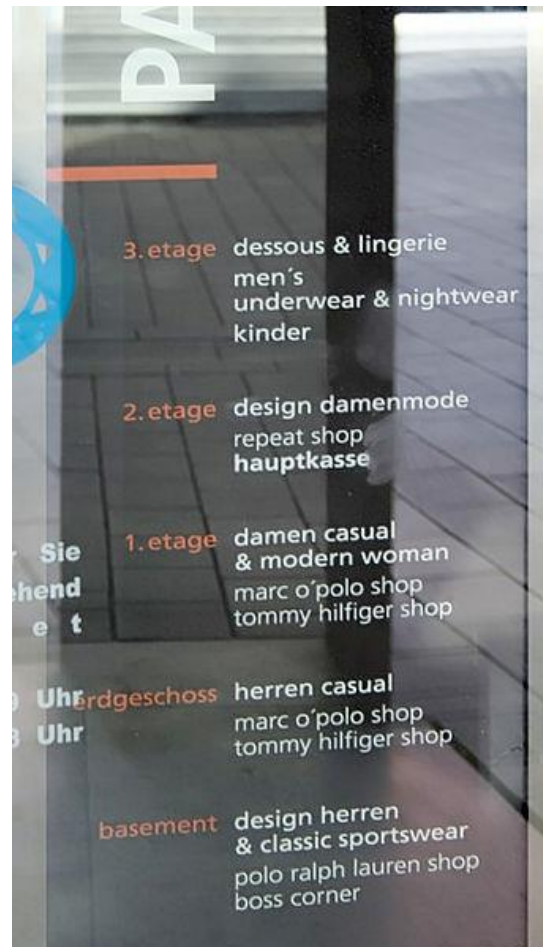 PA
3. etage dessous & lingerie
men´s
underwear & nightwear
kinder
2. etage design damenmode
repeat shop
hauptkasse
1. etage damen casual
& modern woman
marc o´polo shop
tommy hilfiger shop
erdgeschoss herren casual
marc o´polo shop
tommy hilfiger shop
basement design herren
& classic sportswear
polo ralph lauren shop
boss corner
Sie
hend
e t
Uhr
Uhr